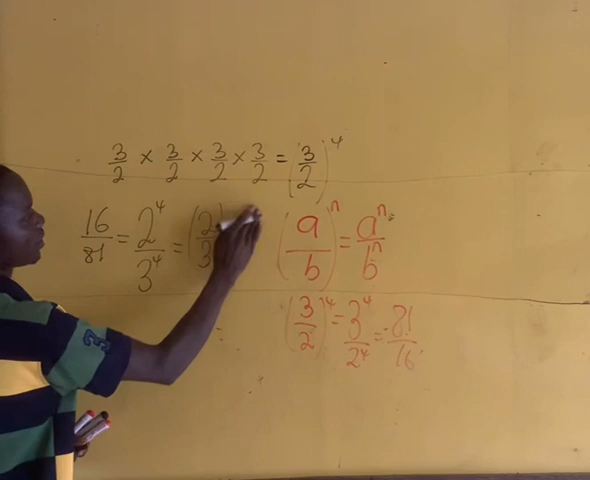 3/2 × 3/2 × 3/2 × 3/2 = (3/2)⁴
16/81 = 2⁴/3⁴ = (2/3)
(a/b)ⁿ = aⁿ/bⁿ
(3/2)⁴ = 3⁴/2⁴ = 81/16